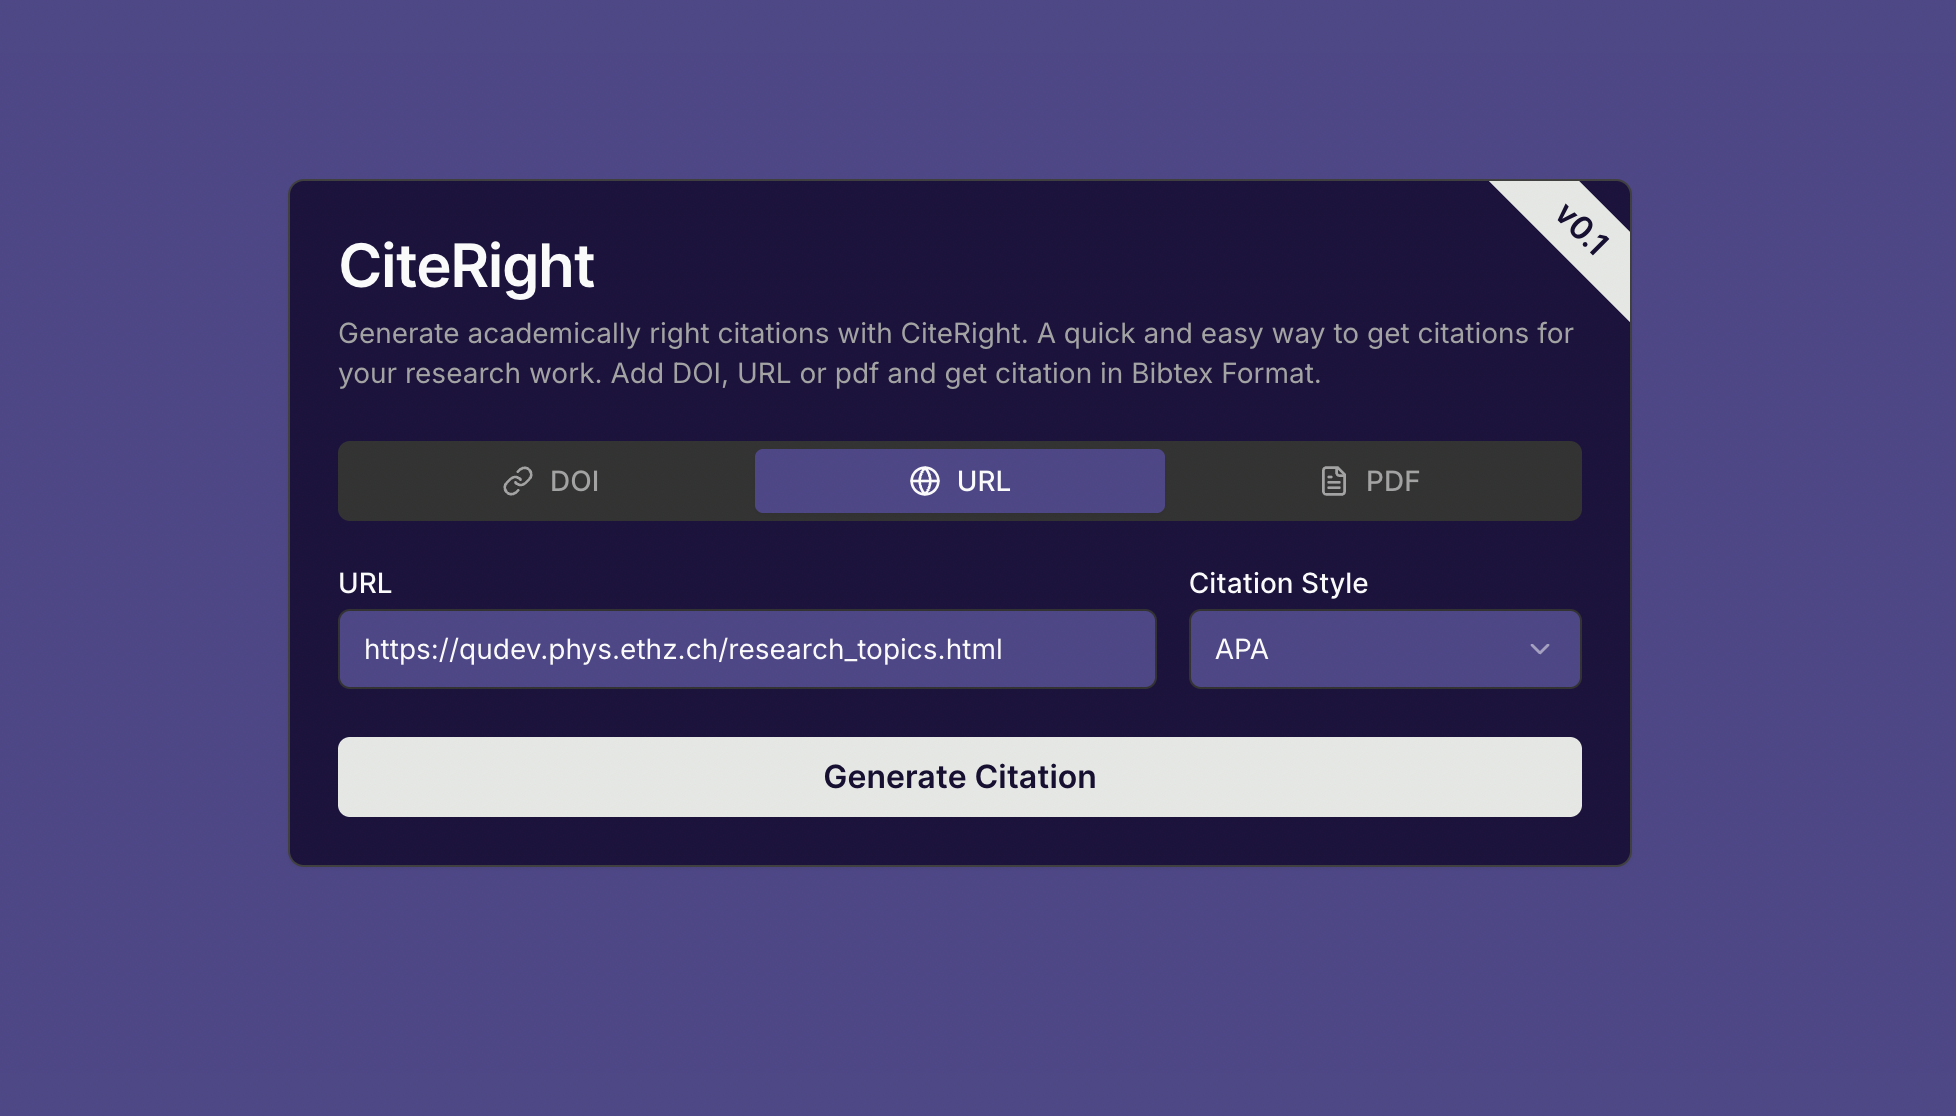 v0.1
CiteRight
Generate academically right citations with CiteRight. A quick and easy way to get citations for
your research work. Add DOI, URL or pdf and get citation in Bibtex Format.
DOI
URL
PDF
URL
Citation Style
https://qudev.phys.ethz.ch/research_topics.html
APA
Generate Citation